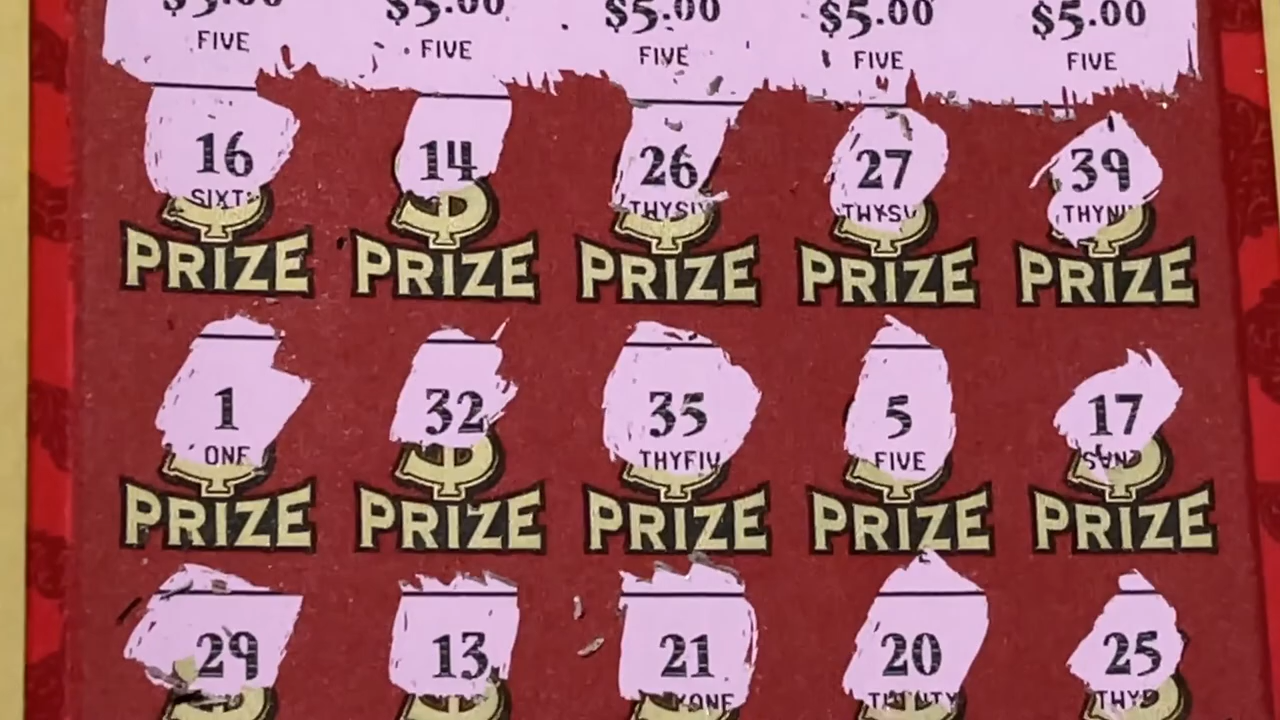 $5.00 $5.00 $5.00 $5.00 $5.00
FIVE FIVE FIVE FIVE FIVE
16 14 26 27 39
PRIZE PRIZE PRIZE PRIZE PRIZE
1 32 35 5 17
ONE THYFIV FIVE
PRIZE PRIZE PRIZE PRIZE PRIZE
29 13 21 20 25